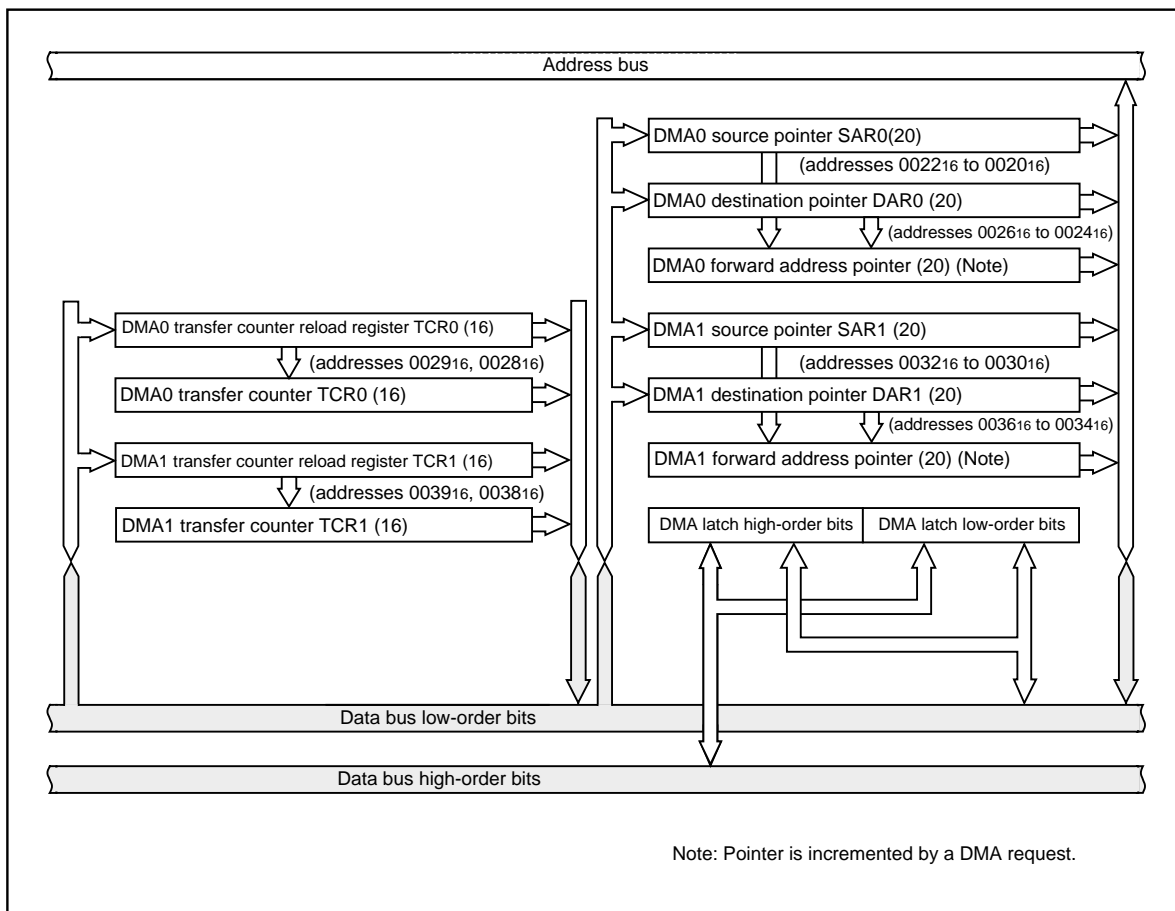 Address bus
DMA0 source pointer SAR0(20)
(addresses 002216 to 002016)
DMA0 destination pointer DAR0 (20)
(addresses 002616 to 002416)
DMA0 forward address pointer (20) (Note)
DMA0 transfer counter reload register TCR0 (16)
(addresses 002916, 002816)
DMA0 transfer counter TCR0 (16)
DMA1 transfer counter reload register TCR1 (16)
(addresses 003916, 003816)
DMA1 transfer counter TCR1 (16)
DMA1 source pointer SAR1 (20)
(addresses 003216 to 003016)
DMA1 destination pointer DAR1 (20)
(addresses 003616 to 003416)
DMA1 forward address pointer (20) (Note)
DMA latch high-order bits
DMA latch low-order bits
Data bus low-order bits
Data bus high-order bits
Note: Pointer is incremented by a DMA request.